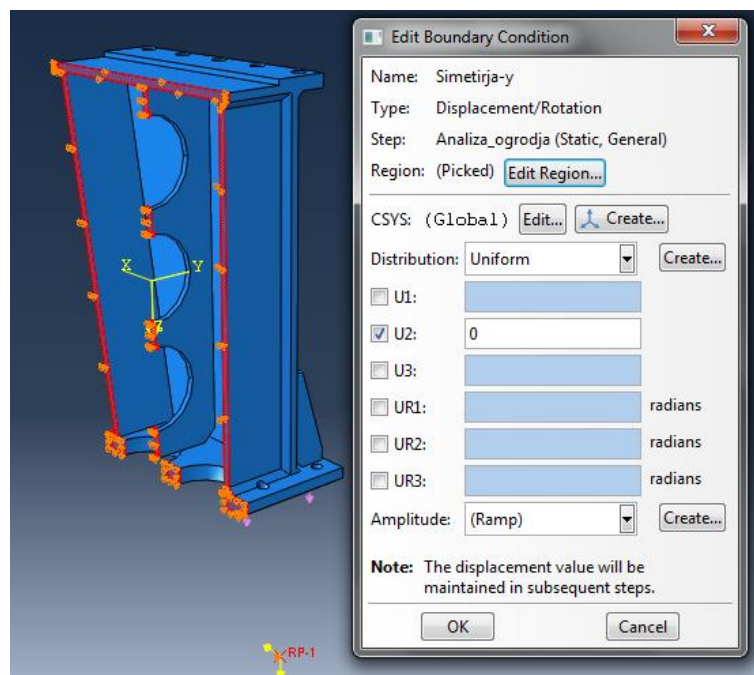 Edit Boundary Condition
Name: Simetirja-y
Type: Displacement/Rotation
Step: Analiza_ogrodja (Static, General)
Region: (Picked) Edit Region...
CSYS: (Global) Edit... Create...
Distribution: Uniform Create...
U1:
U2: 0
U3:
UR1: radians
UR2: radians
UR3: radians
Amplitude: (Ramp) Create...
Note: The displacement value will be
maintained in subsequent steps.
OK Cancel
X Y
RP-1